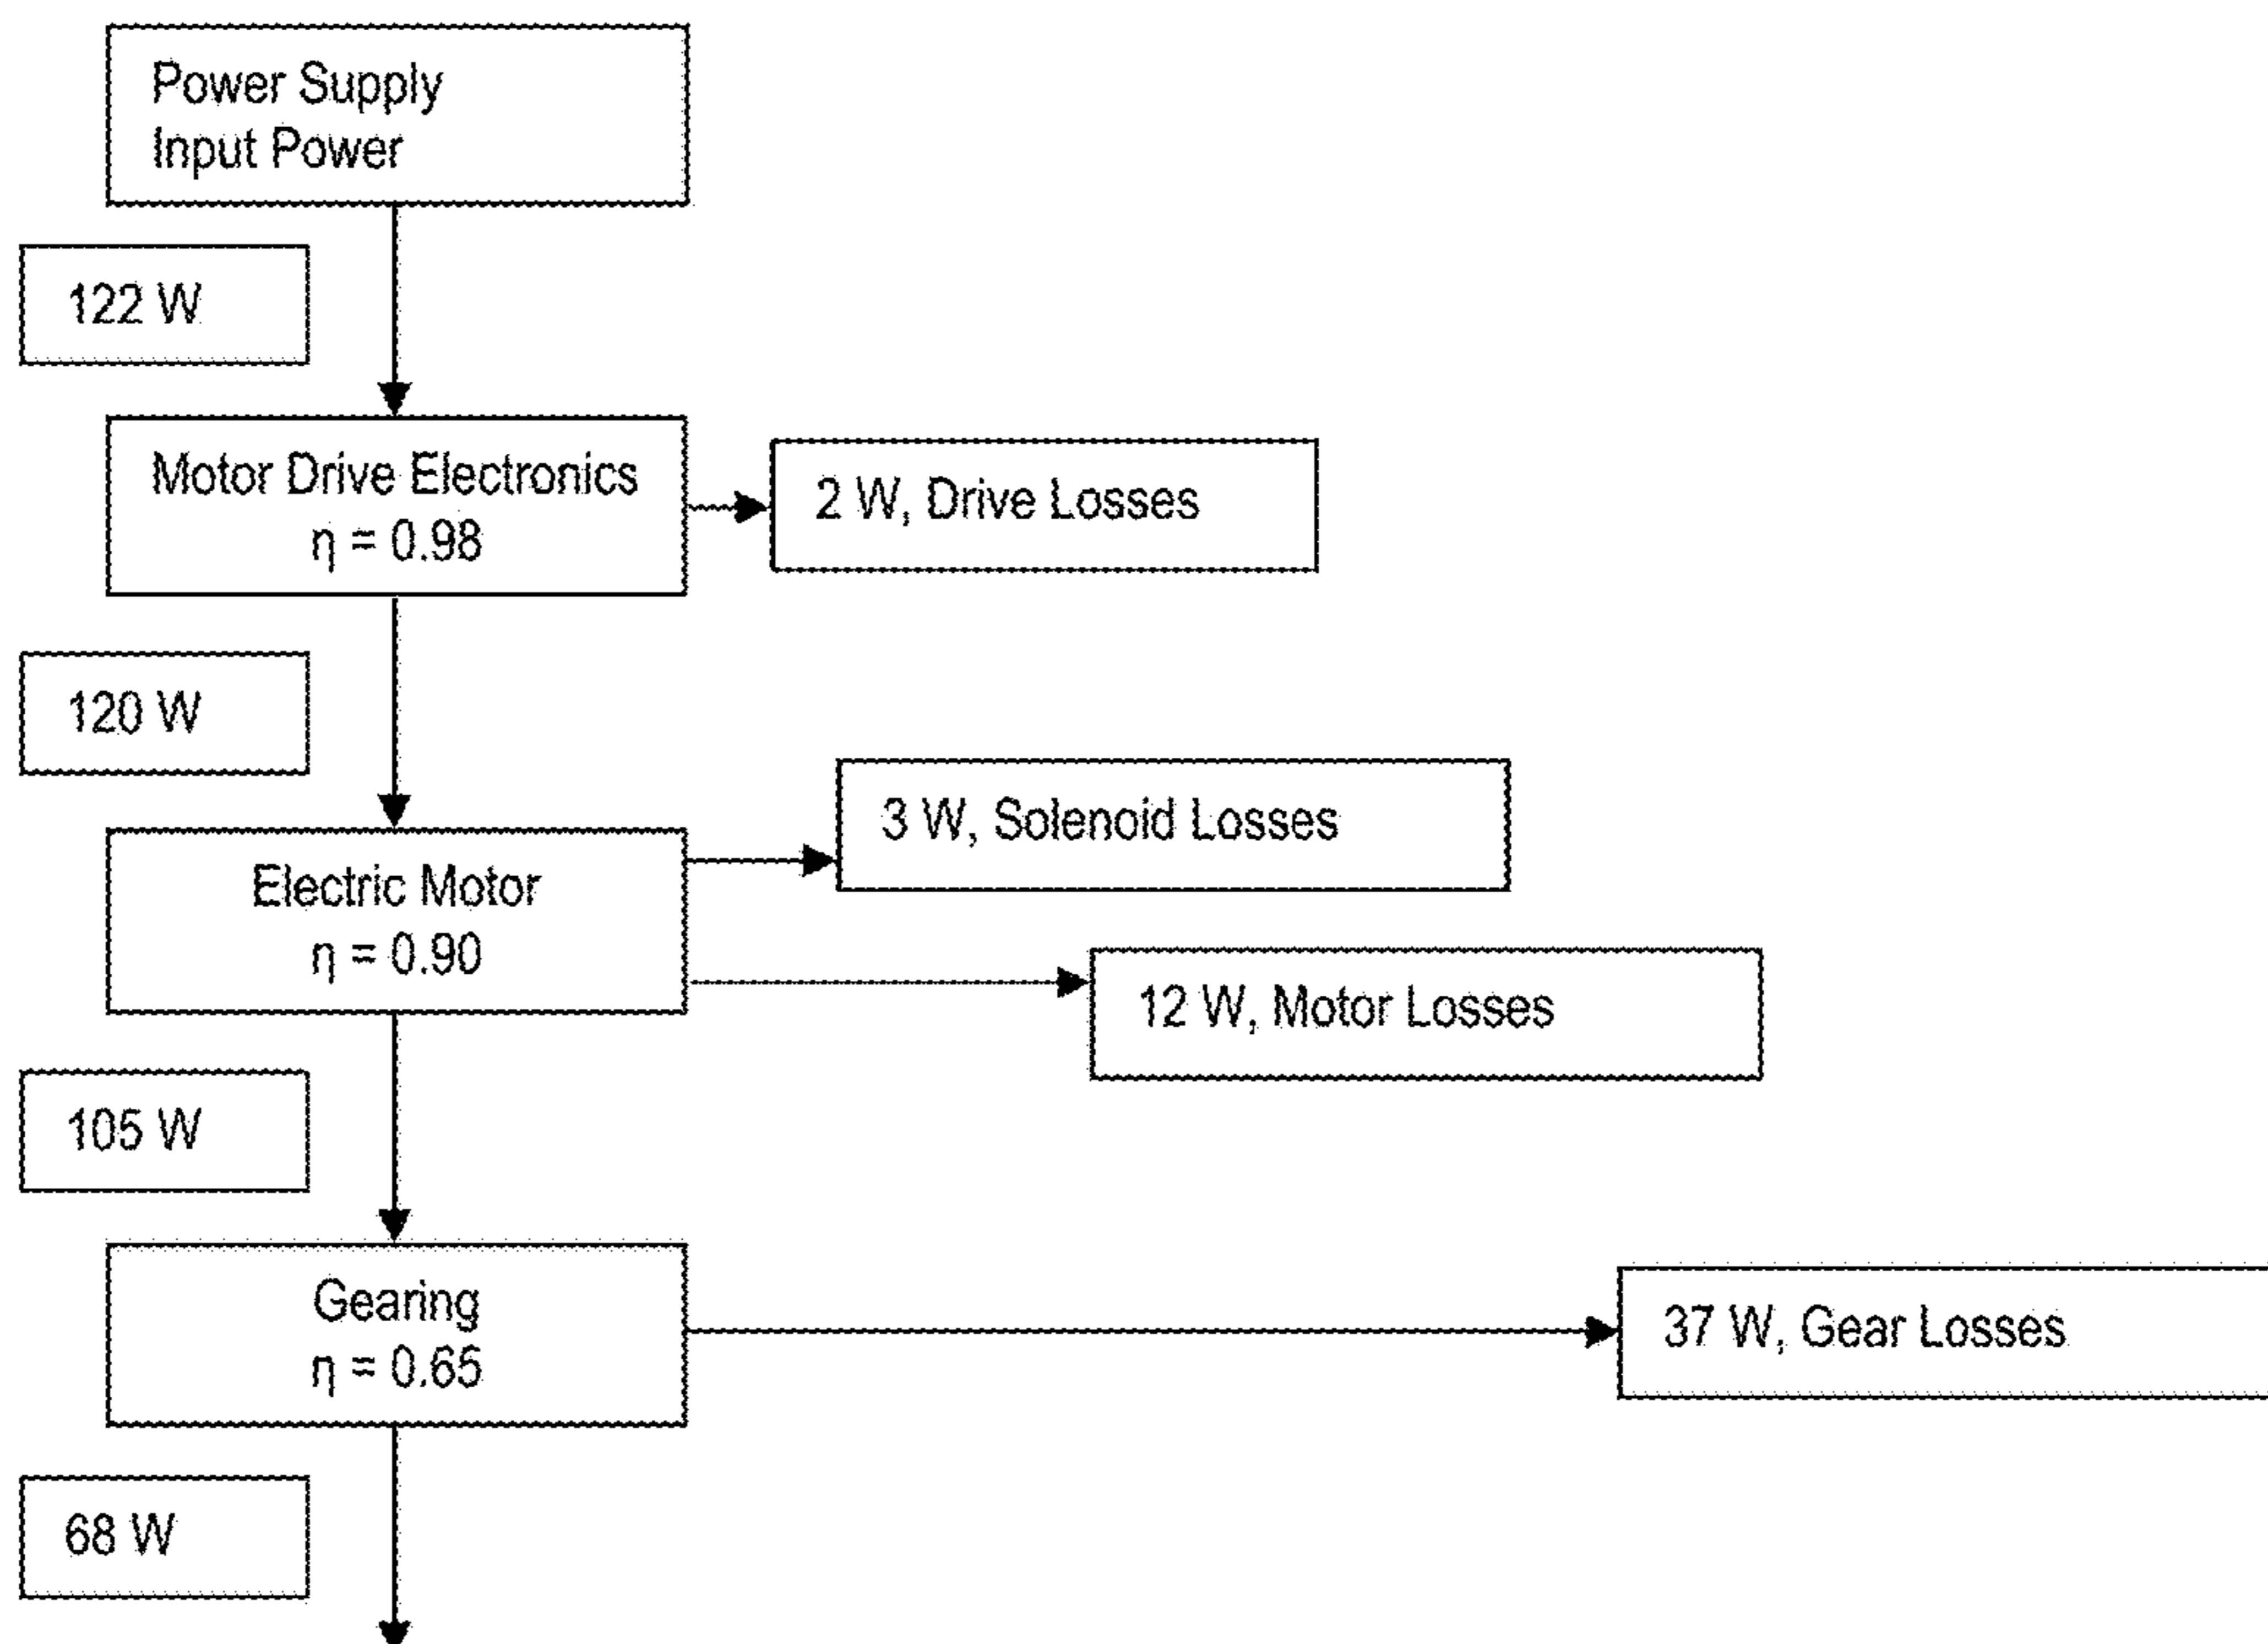 Power Supply
Input Power
122 W
Motor Drive Electronics
η = 0.98
2 W, Drive Losses
120 W
3 W, Solenoid Losses
Electric Motor
η = 0.90
12 W, Motor Losses
105 W
Gearing
η = 0.65
37 W, Gear Losses
68 W